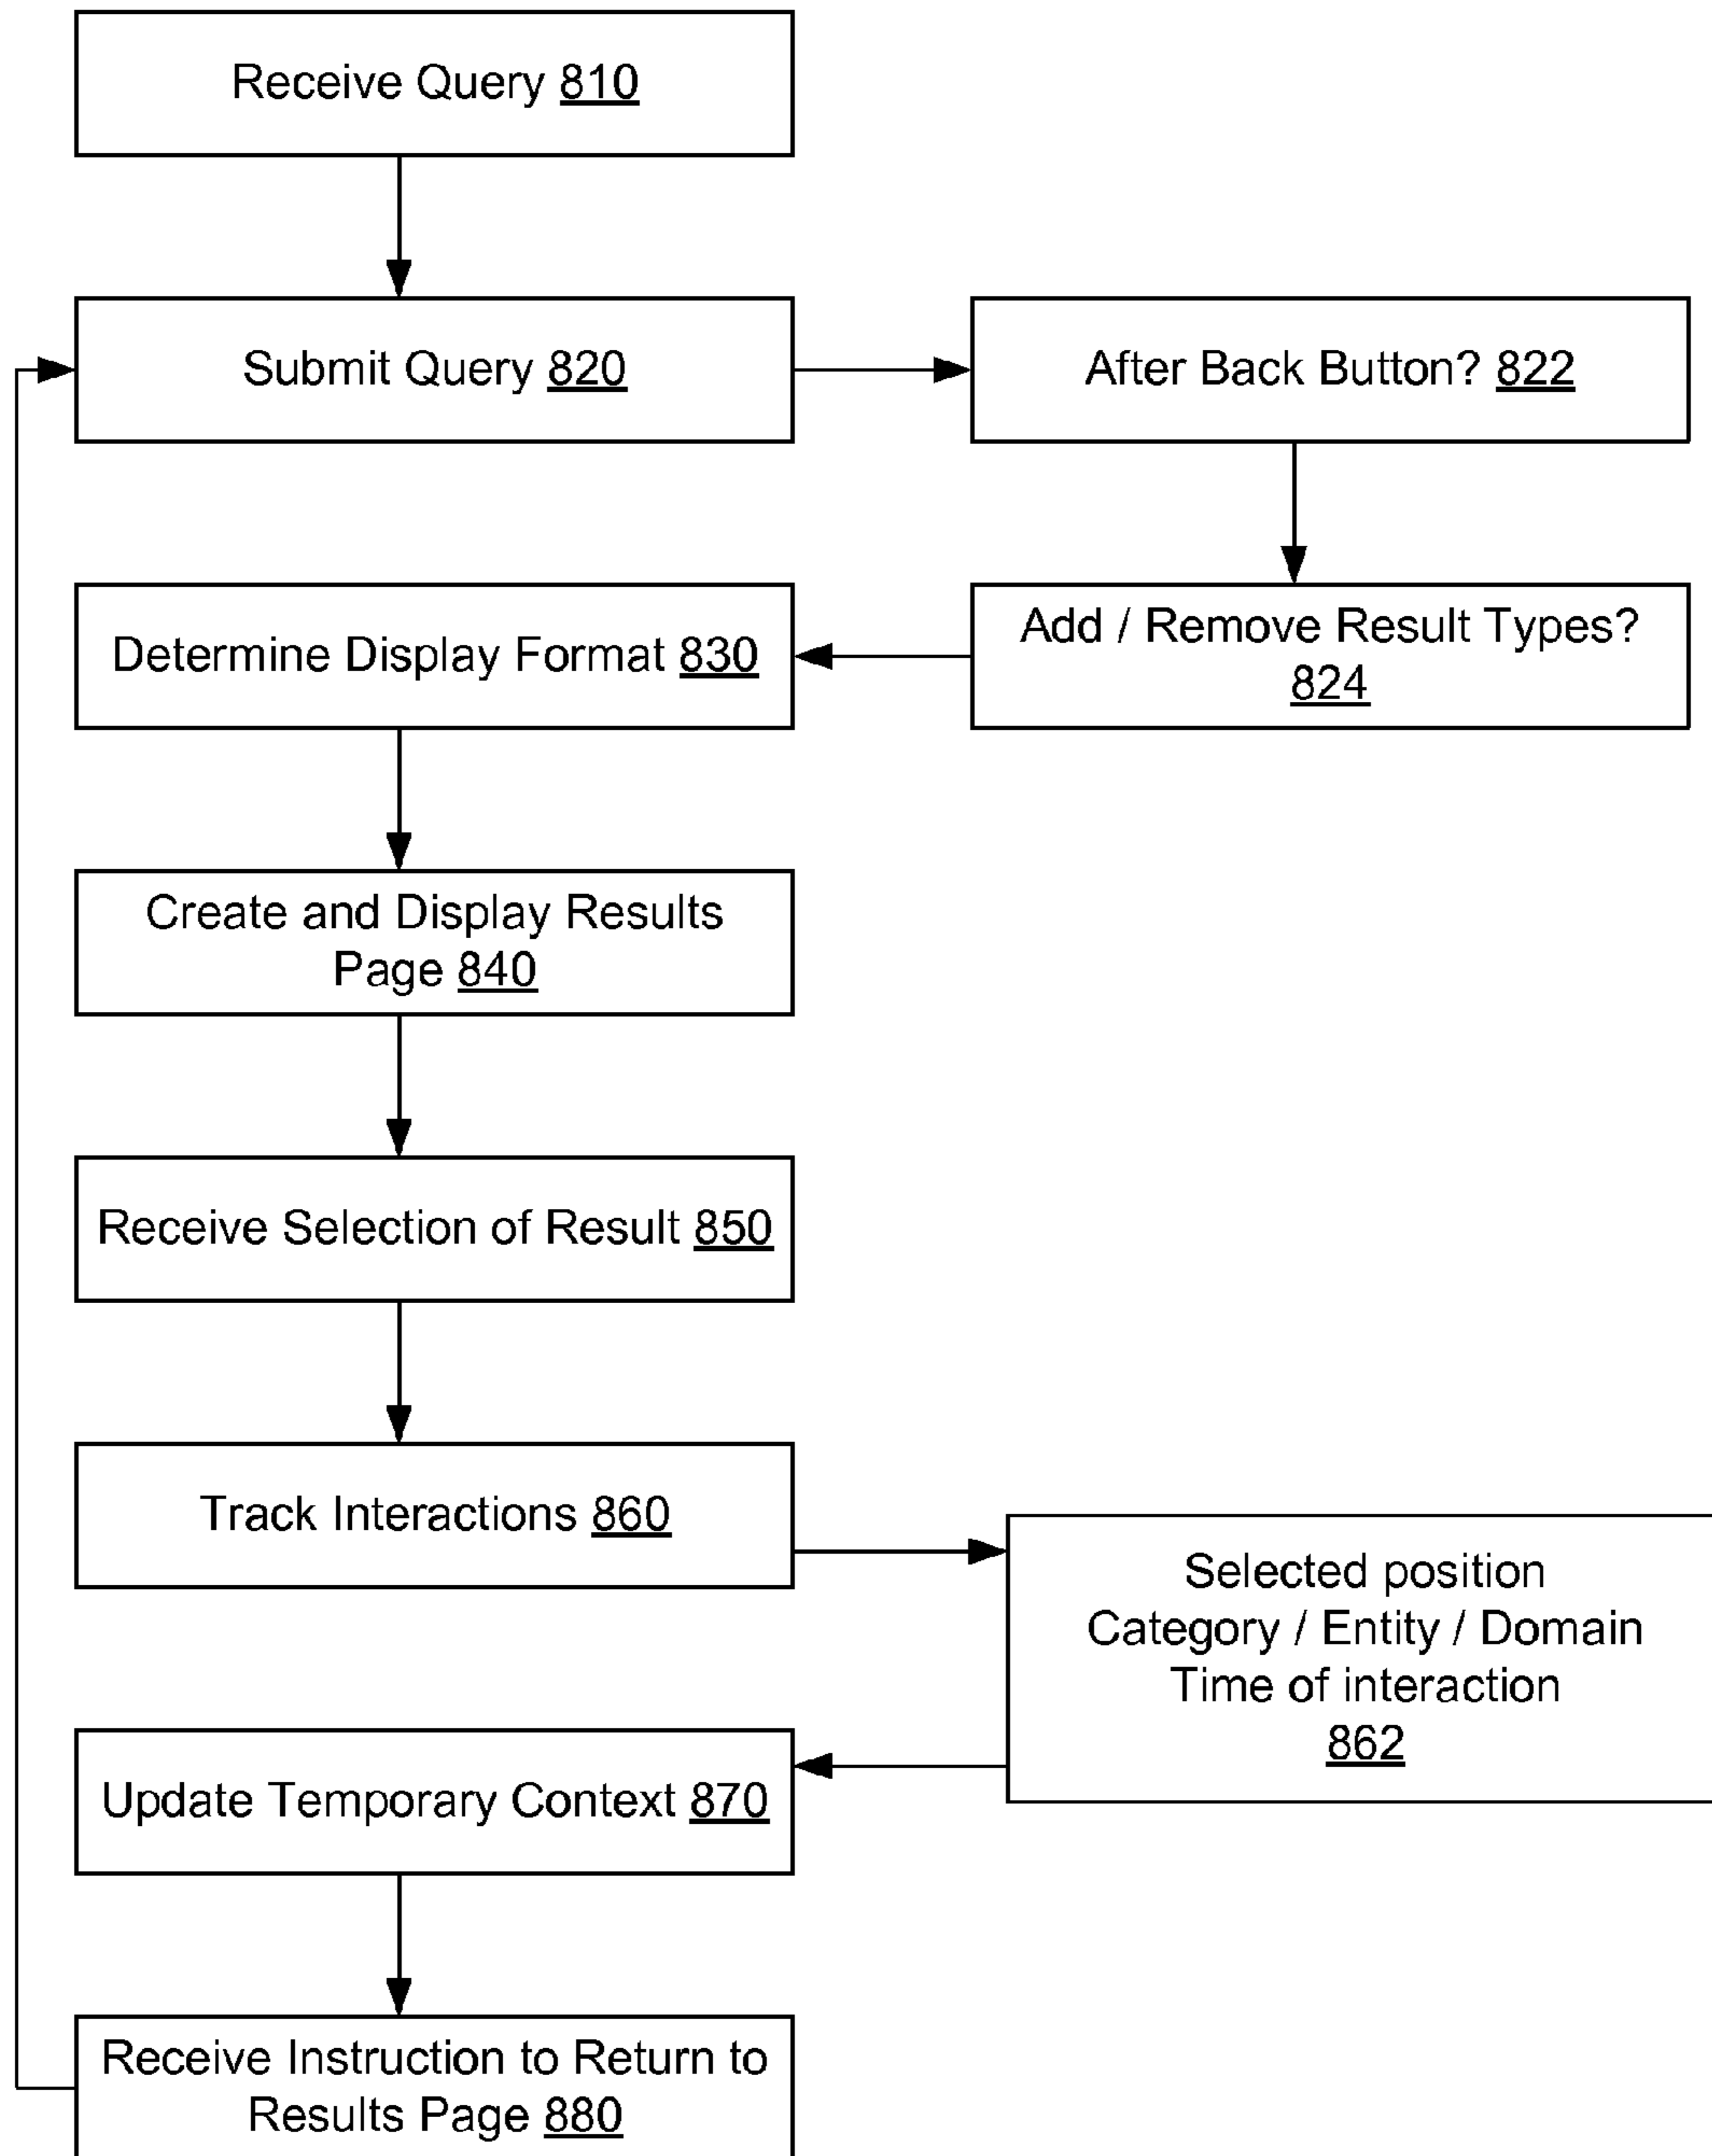 Receive Query 810
Submit Query 820
After Back Button? 822
Add / Remove Result Types?
824
Determine Display Format 830
Create and Display Results
Page 840
Receive Selection of Result 850
Track Interactions 860
Selected position
Category / Entity / Domain
Time of interaction
862
Update Temporary Context 870
Receive Instruction to Return to
Results Page 880